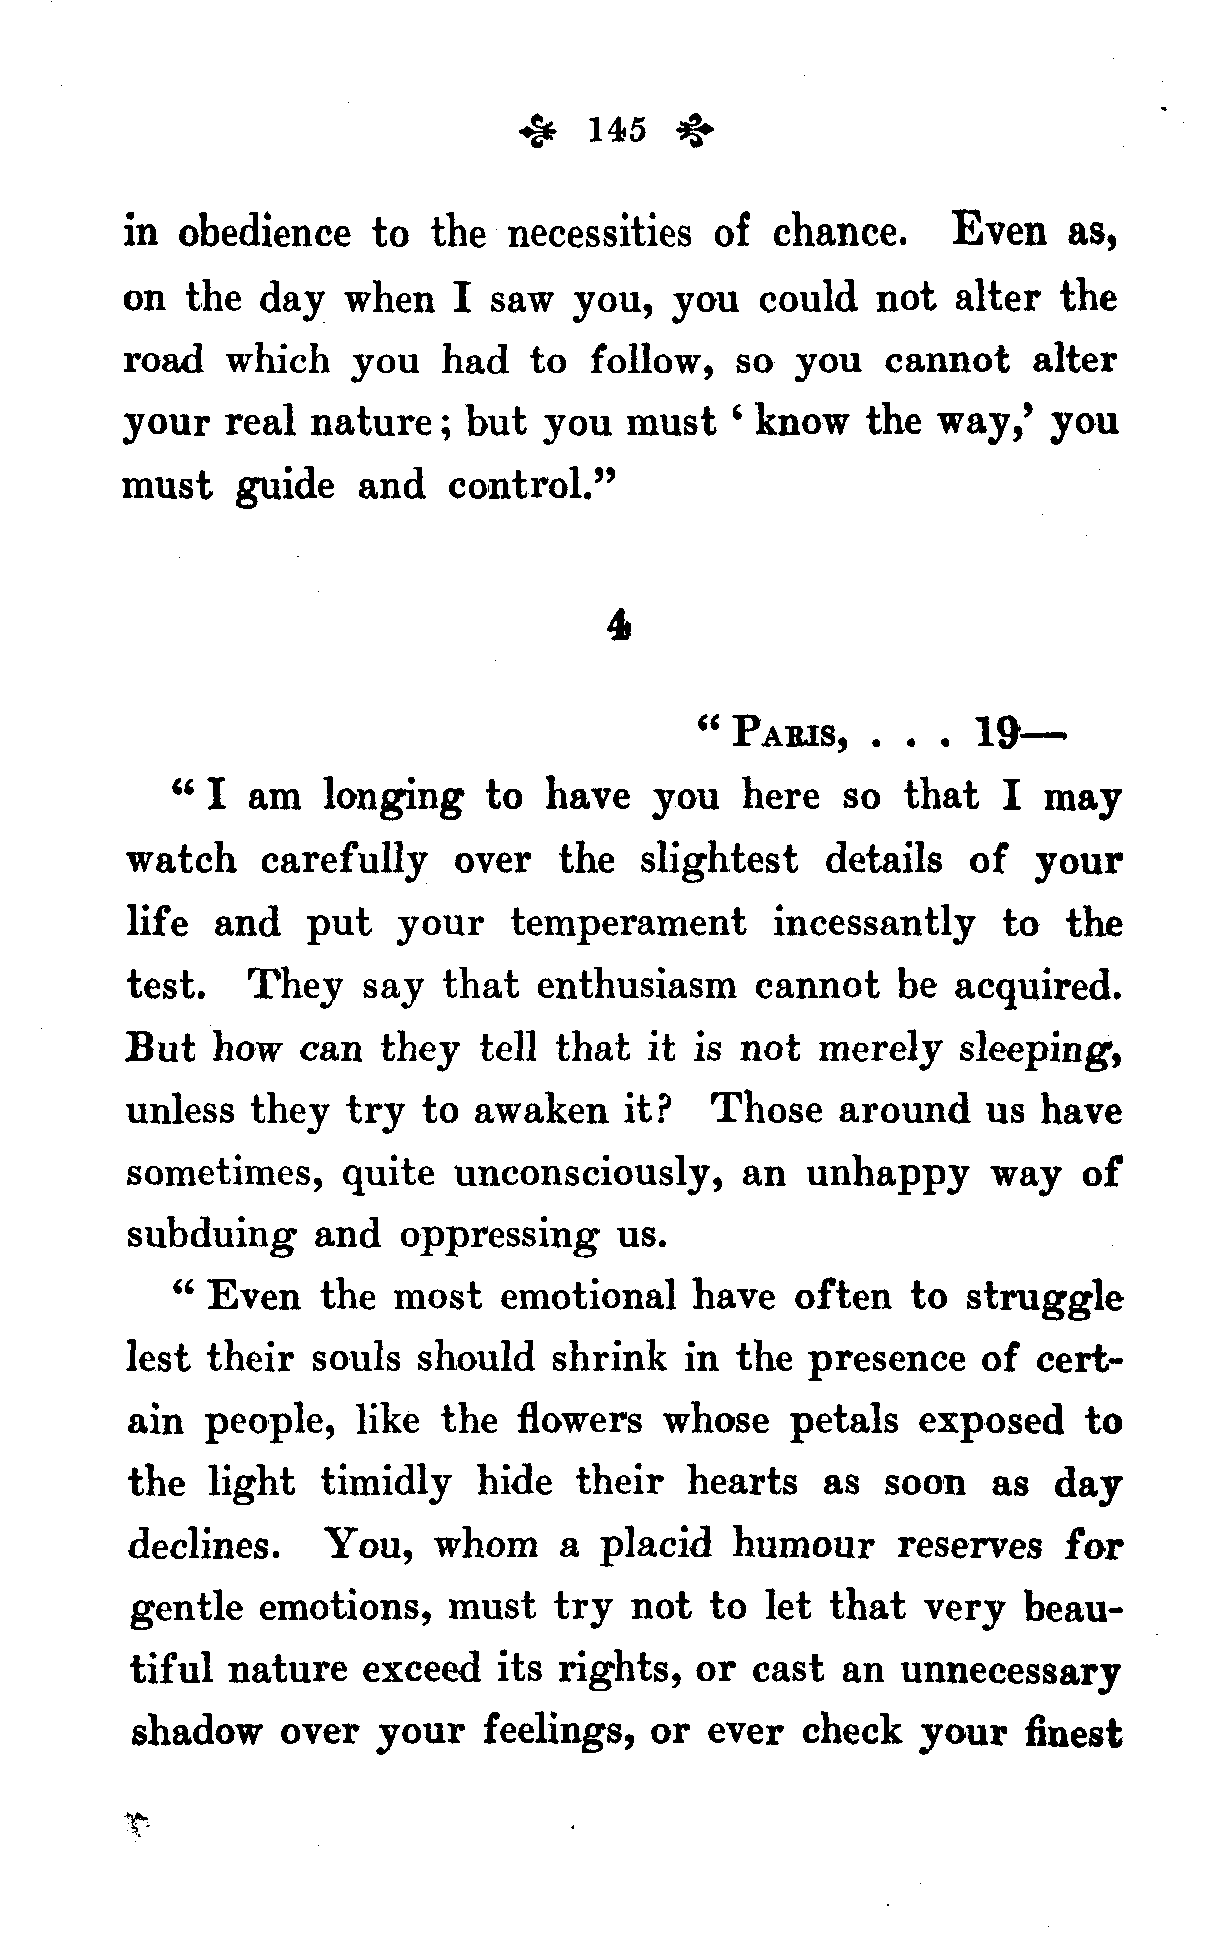 145
in obedience to the necessities of chance. Even as,
on the day when I saw you, you could not alter the
road which you had to follow, so you cannot alter
your real nature; but you must ‘ know the way,’ you
must guide and control.”
4
“ PARIS, . . . 19—
“ I am longing to have you here so that I may
watch carefully over the slightest details of your
life and put your temperament incessantly to the
test. They say that enthusiasm cannot be acquired.
But how can they tell that it is not merely sleeping,
unless they try to awaken it? Those around us have
sometimes, quite unconsciously, an unhappy way of
subduing and oppressing us.
“ Even the most emotional have often to struggle
lest their souls should shrink in the presence of cert-
ain people, like the flowers whose petals exposed to
the light timidly hide their hearts as soon as day
declines. You, whom a placid humour reserves for
gentle emotions, must try not to let that very beau-
tiful nature exceed its rights, or cast an unnecessary
shadow over your feelings, or ever check your finest